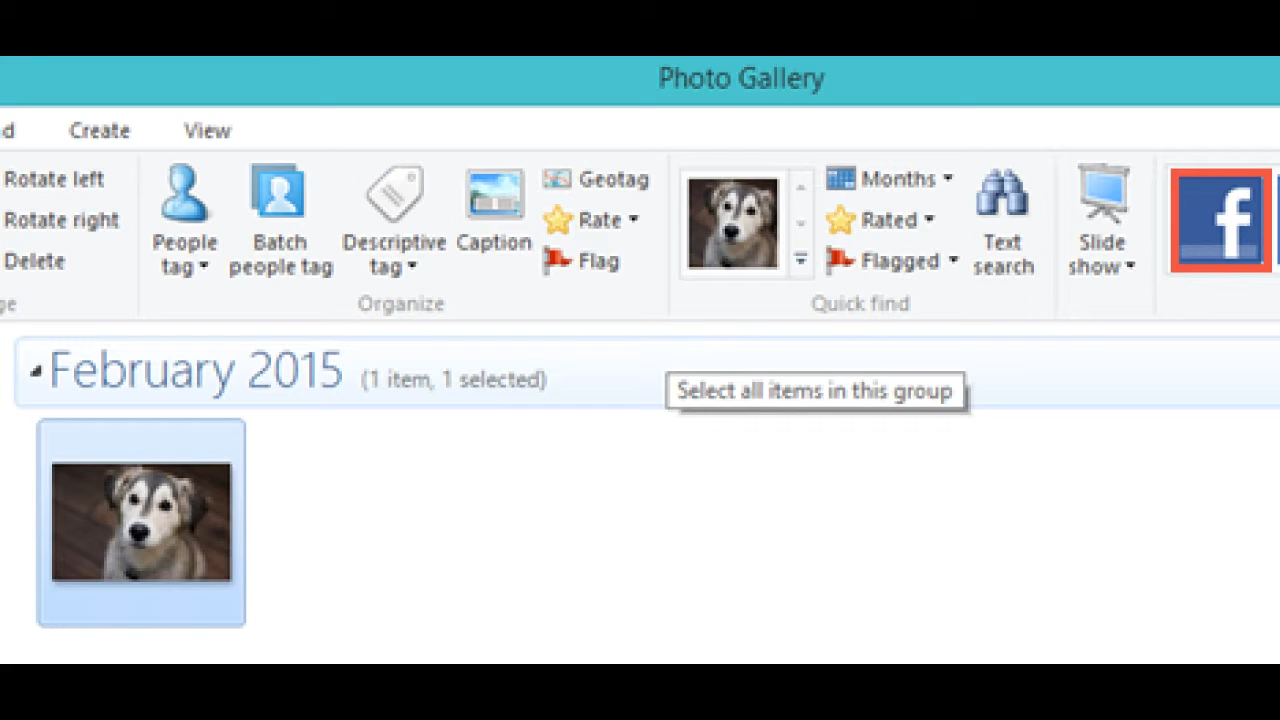 Photo Gallery
d Create View
Rotate left
Rotate right
Delete
People tag
Batch people tag
Descriptive tag
Caption
Geotag
Rate
Flag
Months
Rated
Flagged
Text search
Slide show
f
ge Organize Quick find
February 2015 (1 item, 1 selected)
Select all items in this group